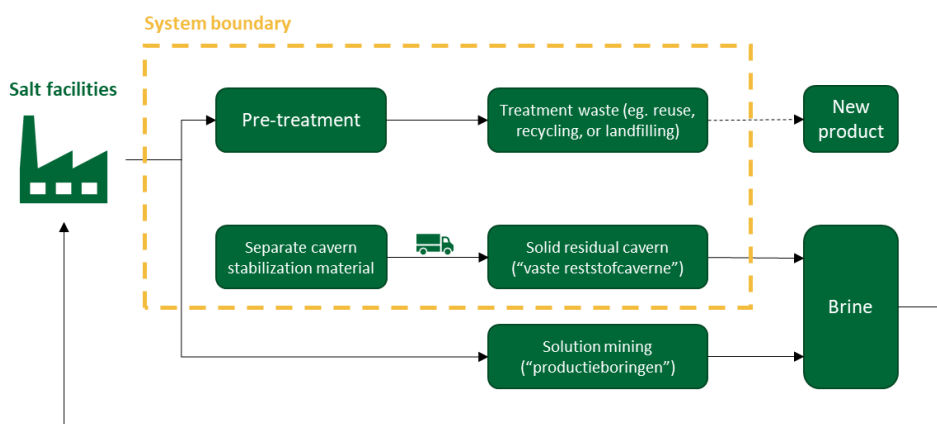 System boundary
Salt facilities
Pre-treatment
Treatment waste (eg. reuse,
recycling, or landfilling)
New
product
Separate cavern
stabilization material
Solid residual cavern
(“vaste reststofcaverne”)
Brine
Solution mining
(“productieboringen”)